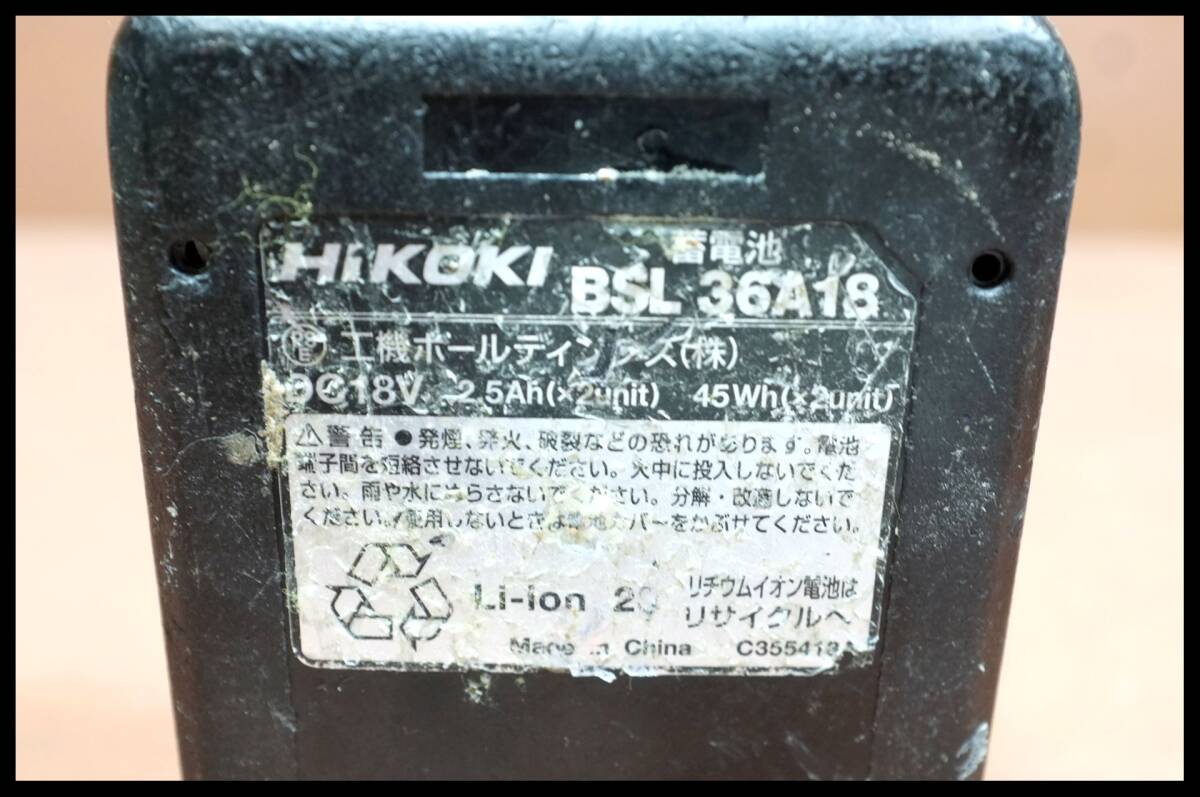 HiKOKI
蓄電池
BSL 36A18
PS E 工機ホールディングス(株)
DC18V 2.5Ah(×2unit) 45Wh(×2unit)
⚠警告 ●発煙、発火、破裂などの恐れがあります。電池
端子間を短絡させないでください。火中に投入しないでくだ
さい。雨や水にぬらさないでください。分解・改造しないで
ください。使用しないときは電池カバーをかぶせてください。
Li-ion
リチウムイオン電池は
リサイクルへ
Made in China